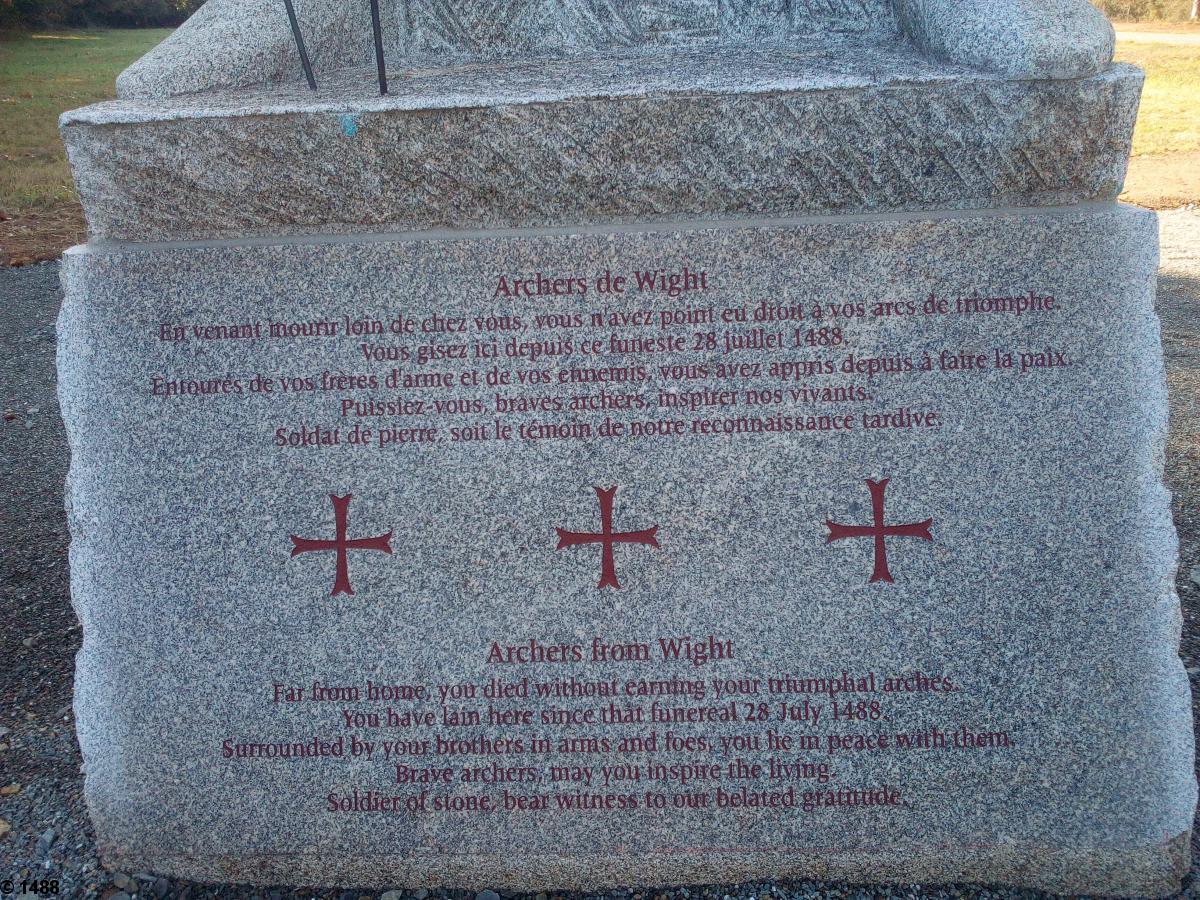 Archers de Wight
En venant mourir loin de chez vous, vous n'avez point eu droit à vos arcs de triomphe.
Vous gisez ici depuis ce funeste 28 juillet 1488.
Entourés de vos frères d'arme et de vos ennemis, vous avez appris depuis à faire la paix.
Puissiez-vous, braves archers, inspirer nos vivants.
Soldat de pierre, soit le témoin de notre reconnaissance tardive.
Archers from Wight
Far from home, you died without earning your triumphal arches.
You have lain here since that funereal 28 July 1488.
Surrounded by your brothers in arms and foes, you lie in peace with them.
Brave archers, may you inspire the living.
Soldier of stone, bear witness to our belated gratitude.
© 1488